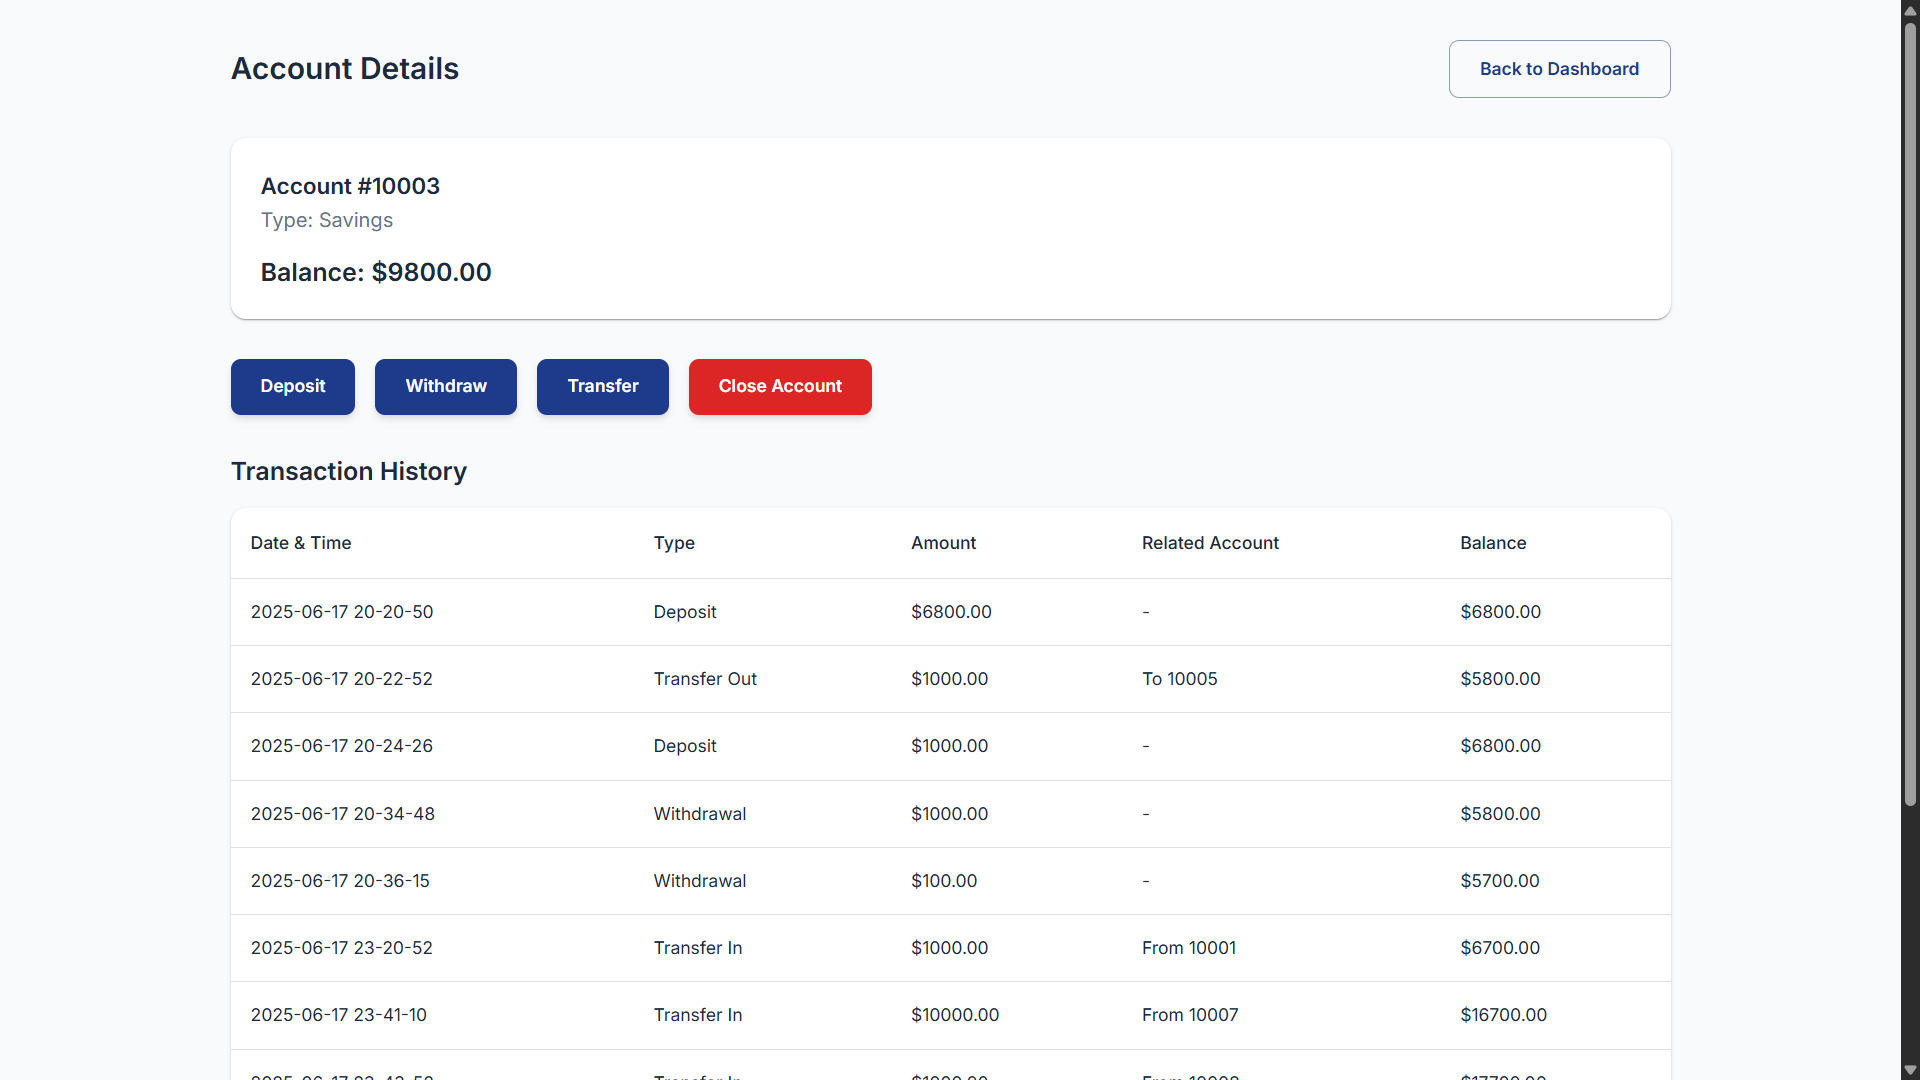 Account Details
Back to Dashboard
Account #10003
Type: Savings
Balance: $9800.00
Deposit
Withdraw
Transfer
Close Account
Transaction History
Date & Time Type Amount Related Account Balance
2025-06-17 20-20-50 Deposit $6800.00 - $6800.00
2025-06-17 20-22-52 Transfer Out $1000.00 To 10005 $5800.00
2025-06-17 20-24-26 Deposit $1000.00 - $6800.00
2025-06-17 20-34-48 Withdrawal $1000.00 - $5800.00
2025-06-17 20-36-15 Withdrawal $100.00 - $5700.00
2025-06-17 23-20-52 Transfer In $1000.00 From 10001 $6700.00
2025-06-17 23-41-10 Transfer In $10000.00 From 10007 $16700.00